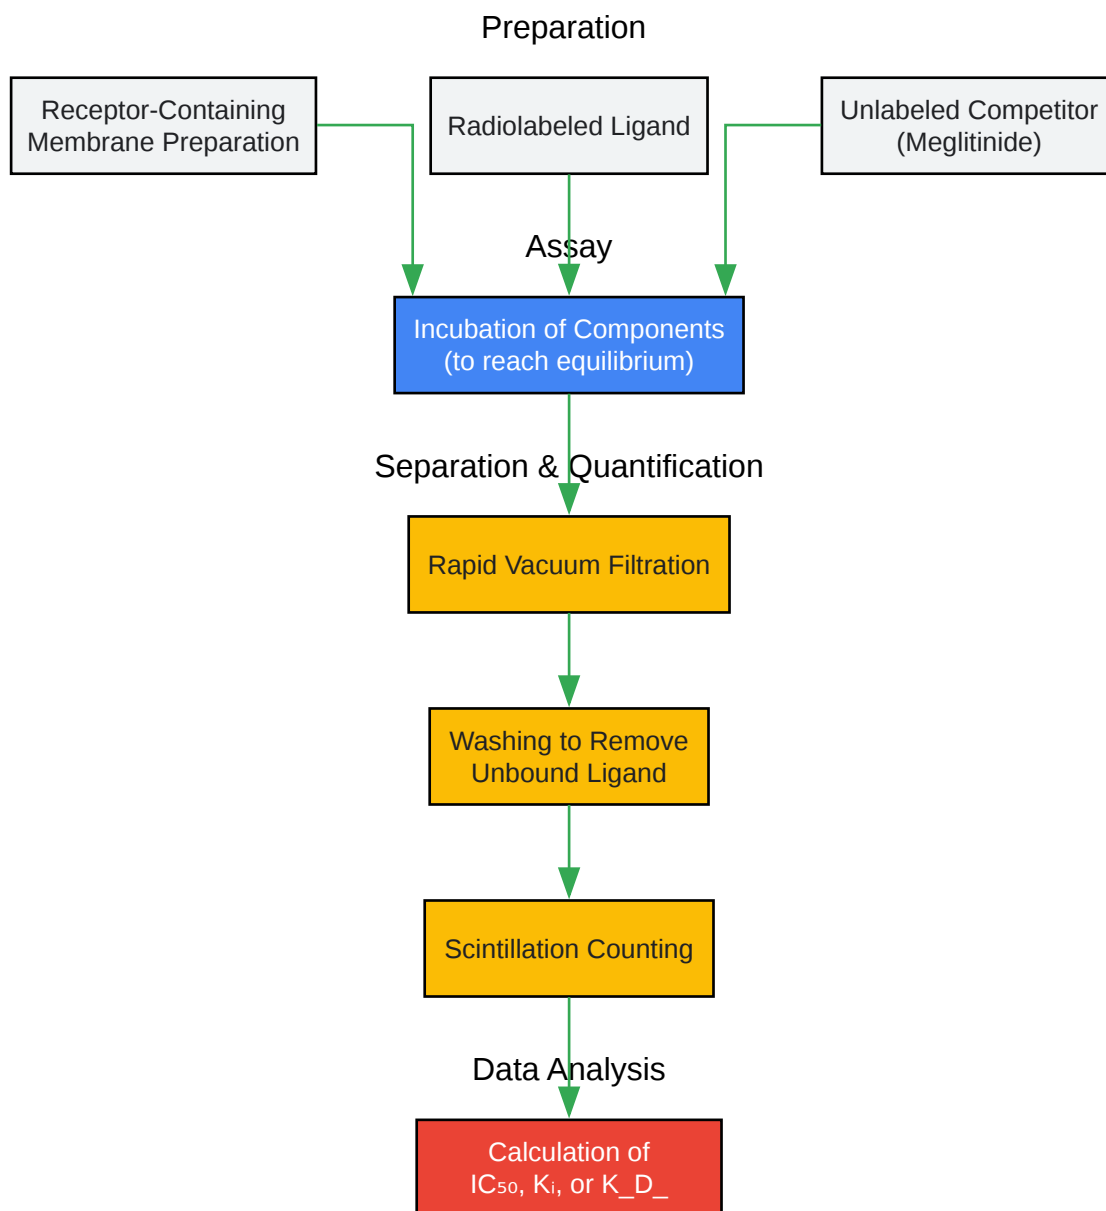 Preparation
Receptor-Containing
Membrane Preparation
Radiolabeled Ligand
Unlabeled Competitor
(Meglitinide)
Assay
Incubation of Components
(to reach equilibrium)
Separation & Quantification
Rapid Vacuum Filtration
Washing to Remove
Unbound Ligand
Scintillation Counting
Data Analysis
Calculation of
IC₅₀, Kᵢ, or K_D_